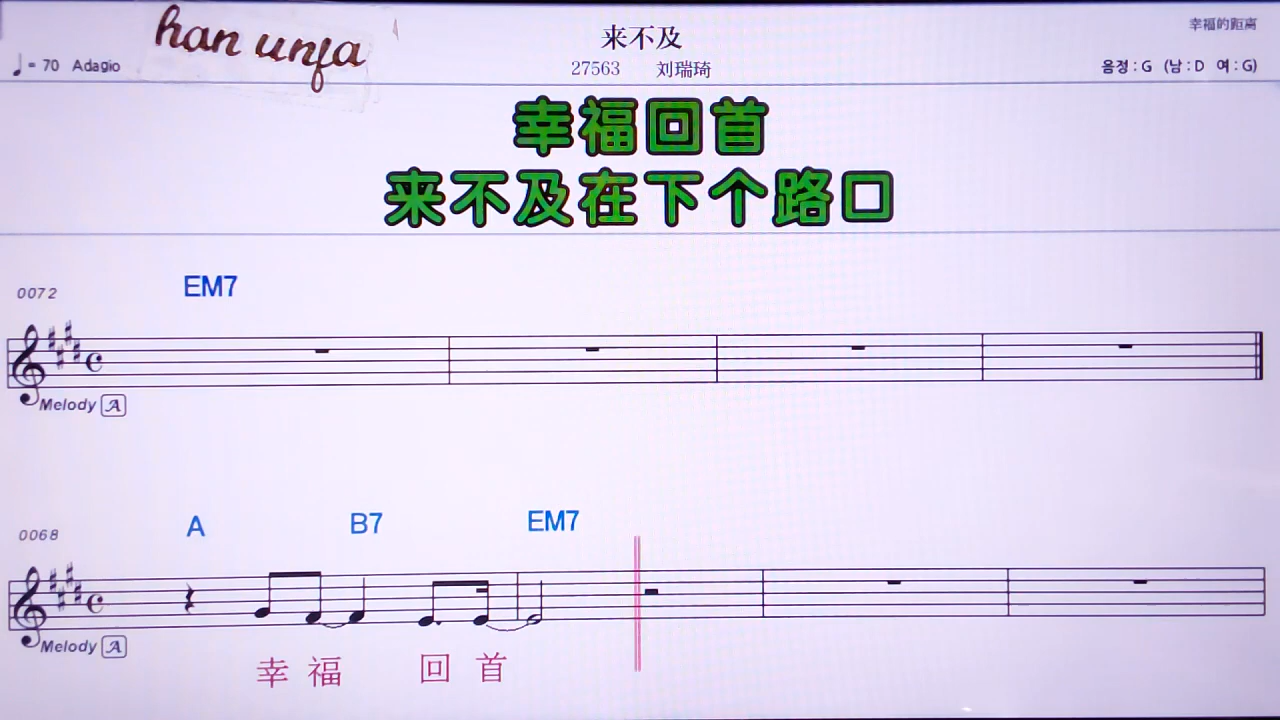 han unfa
来不及
幸福的距离
♩= 70 Adagio
27563 刘瑞琦
음정 : G (남 : D 여 : G)
幸福回首
来不及在下个路口
0072
EM7
Melody A
0068
A B7 EM7
Melody A
幸 福 回 首